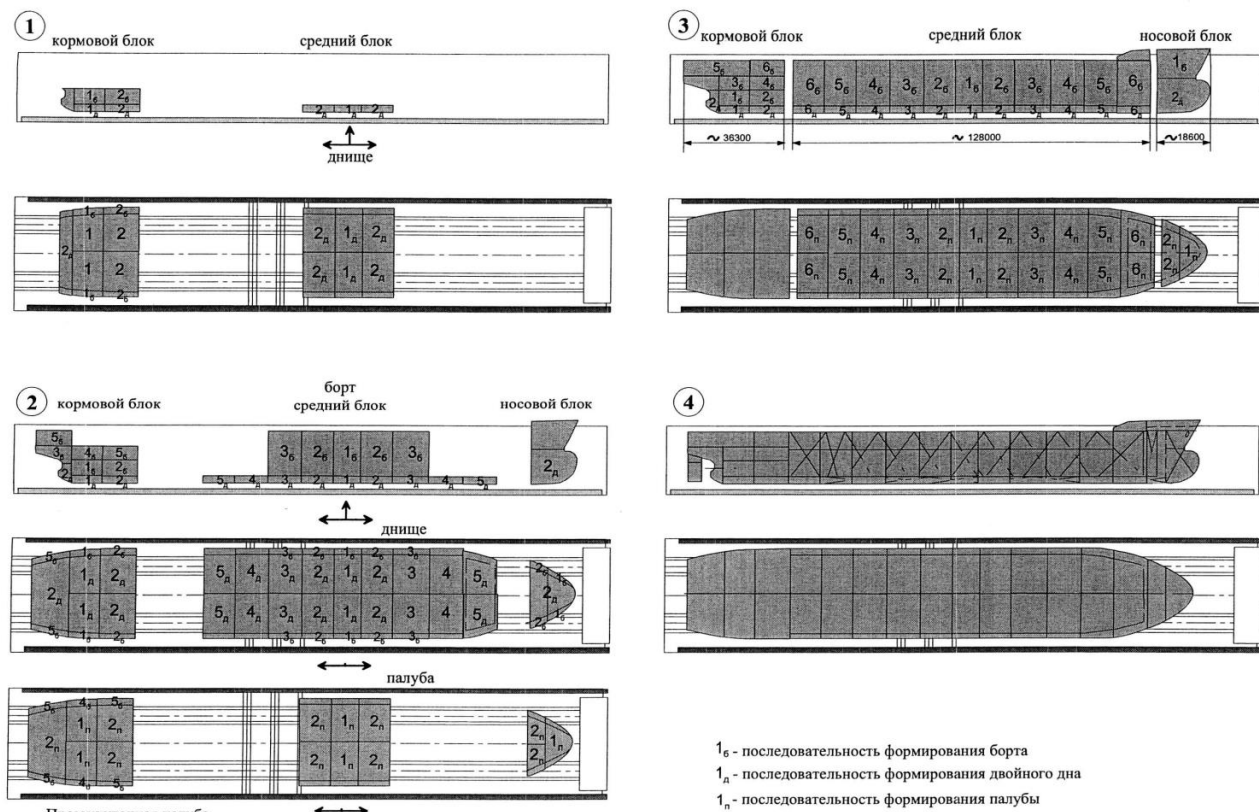 1
кормовой блок средний блок
1б 2б
1д 2д
2д 1д 2д
днище
1б 2б
2д 1 2
1 2
1б 2б
2д 1д 2д
2д 1д 2д
3
кормовой блок средний блок носовой блок
5б 6б
3б 4б
1б 2б
2д 1д 2д
6б 5б 4б 3б 2б 1б 2б 3б 4б 5б 6б
6д 5д 4д 3д 2д 1д 2д 3д 4д 5д 6д
1б
2д
~ 36300 ~ 128000 ~18600
6п 5п 4п 3п 2п 1п 2п 3п 4п 5п 6п
6п 5п 4п 3п 2п 1п 2п 3п 4п 5п 6п
2п 1п
2п
2
борт
кормовой блок средний блок носовой блок
5б
3б 4б 5б
1б 2б
2д 1д 2д
3б 2б 1б 2б 3б
5д 4д 3д 2д 1д 2д 3д 4д 5д
2д
днище
5б 1б 2б
1д 2д
2д
1д 2д
5б 1б 2б
3б 2б 1б 2б 3б
5д 4д 3д 2д 1д 2д 3 4 5д
5д 4д 3д 2д 1д 2д 3 4 5д
3б 2б 1б 2б 3б
2б 1б
2д
2б 1б
палуба
5б 4б 5б
1п 2п
2п
1п 2п
5б 4б 5б
2п 1п 2п
2п 1п 2п
2п 1п
2п
4
1б - последовательность формирования борта
1д - последовательность формирования двойного дна
1п - последовательность формирования палубы